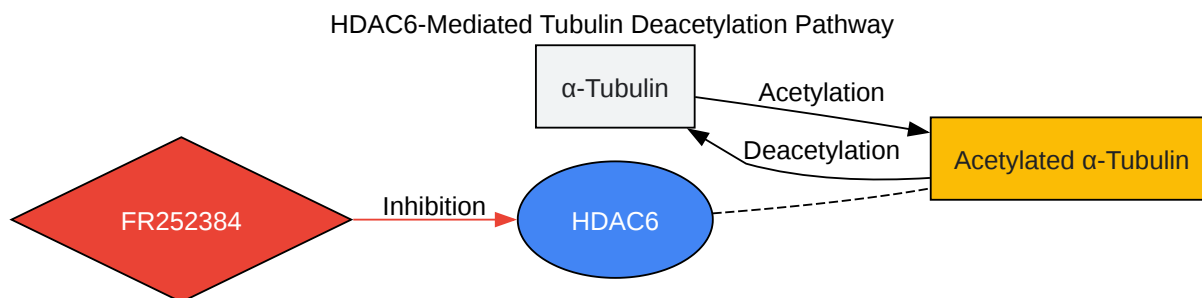 HDAC6-Mediated Tubulin Deacetylation Pathway
α-Tubulin
Acetylation
Deacetylation
Acetylated α-Tubulin
FR252384
Inhibition
HDAC6